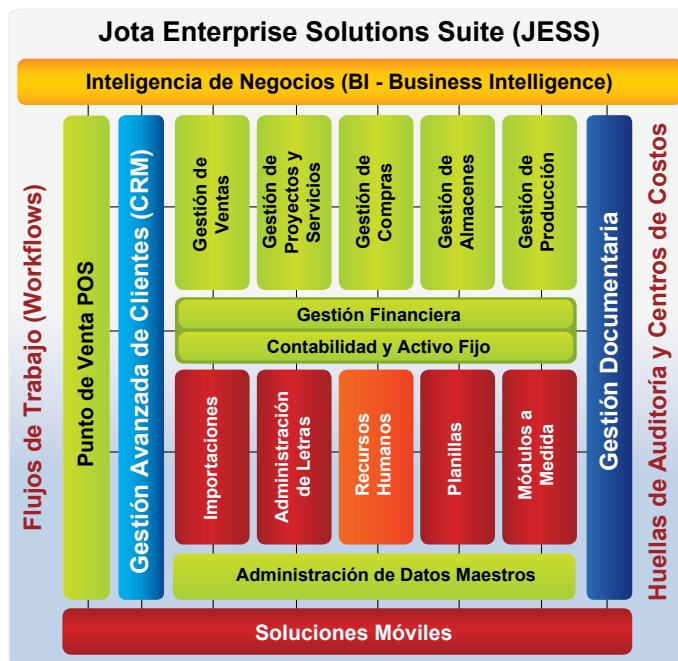 Jota Enterprise Solutions Suite (JESS)
Inteligencia de Negocios (BI - Business Intelligence)
Flujos de Trabajo (Workflows)
Punto de Venta POS
Gestión Avanzada de Clientes (CRM)
Gestión de
Ventas
Gestión de
Proyectos y
Servicios
Gestión de
Compras
Gestión de
Almacenes
Gestión de
Producción
Gestión Financiera
Contabilidad y Activo Fijo
Importaciones
Administración
de Letras
Recursos
Humanos
Planillas
Módulos a
Medida
Administración de Datos Maestros
Gestión Documentaria
Huellas de Auditoría y Centros de Costos
Soluciones Móviles